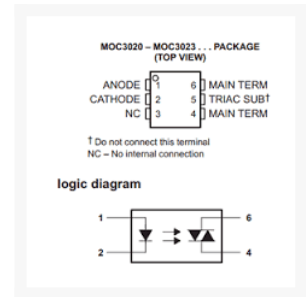 MOC3020 – MOC3023 . . . PACKAGE
(TOP VIEW)
ANODE 1 6 MAIN TERM
CATHODE 2 5 TRIAC SUB†
NC 3 4 MAIN TERM
† Do not connect this terminal
NC – No internal connection
logic diagram
1 6
2 4